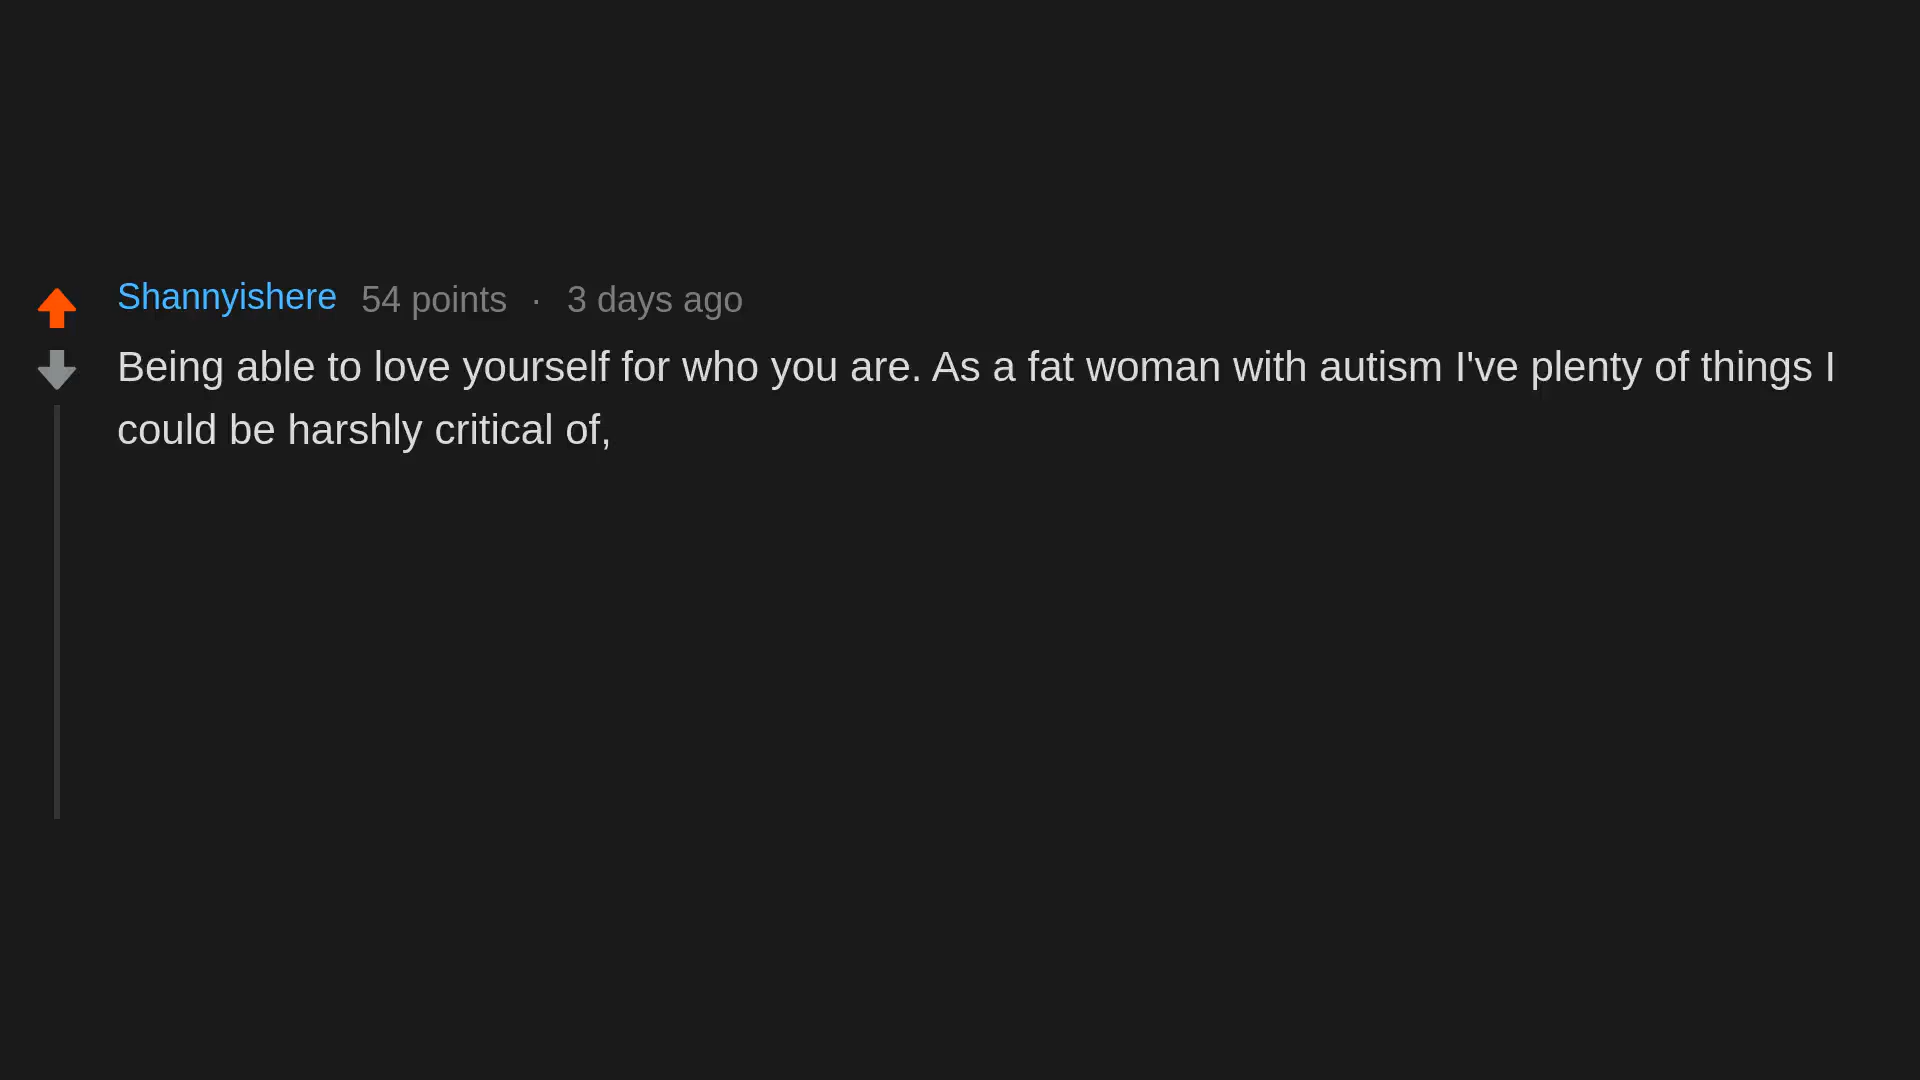 Shannyishere 54 points · 3 days ago
Being able to love yourself for who you are. As a fat woman with autism I've plenty of things I
could be harshly critical of,